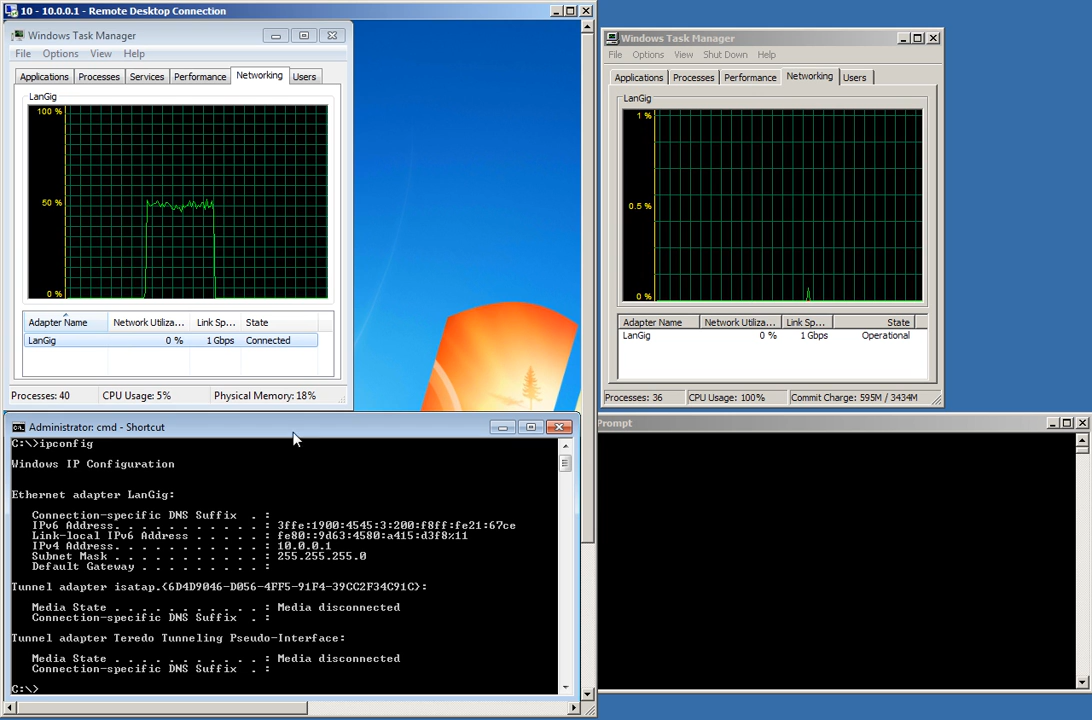 10 - 10.0.0.1 - Remote Desktop Connection
Windows Task Manager
File Options View Help
Applications Processes Services Performance Networking Users
LanGig
100 %
50 %
0 %
Adapter Name Network Utiliza... Link Sp... State
LanGig 0 % 1 Gbps Connected
Processes: 40 CPU Usage: 5% Physical Memory: 18%
Windows Task Manager
File Options View Shut Down Help
Applications Processes Performance Networking Users
LanGig
1 %
0.5 %
0 %
Adapter Name Network Utiliza... Link Sp... State
LanGig 0 % 1 Gbps Operational
Processes: 36 CPU Usage: 100% Commit Charge: 595M / 3434M
Administrator: cmd - Shortcut
C:\>ipconfig
Windows IP Configuration
Ethernet adapter LanGig:
Connection-specific DNS Suffix . :
IPv6 Address. . . . . . . . . . . : 3ffe:1900:4545:3:200:f8ff:fe21:67ce
Link-local IPv6 Address . . . . . : fe80::9d63:4580:a415:d3f8%11
IPv4 Address. . . . . . . . . . . : 10.0.0.1
Subnet Mask . . . . . . . . . . . : 255.255.255.0
Default Gateway . . . . . . . . . :
Tunnel adapter isatap.{6D4D9046-D056-4FF5-91F4-39CC2F34C91C}:
Media State . . . . . . . . . . . : Media disconnected
Connection-specific DNS Suffix . :
Tunnel adapter Teredo Tunneling Pseudo-Interface:
Media State . . . . . . . . . . . : Media disconnected
Connection-specific DNS Suffix . :
C:\>
Prompt